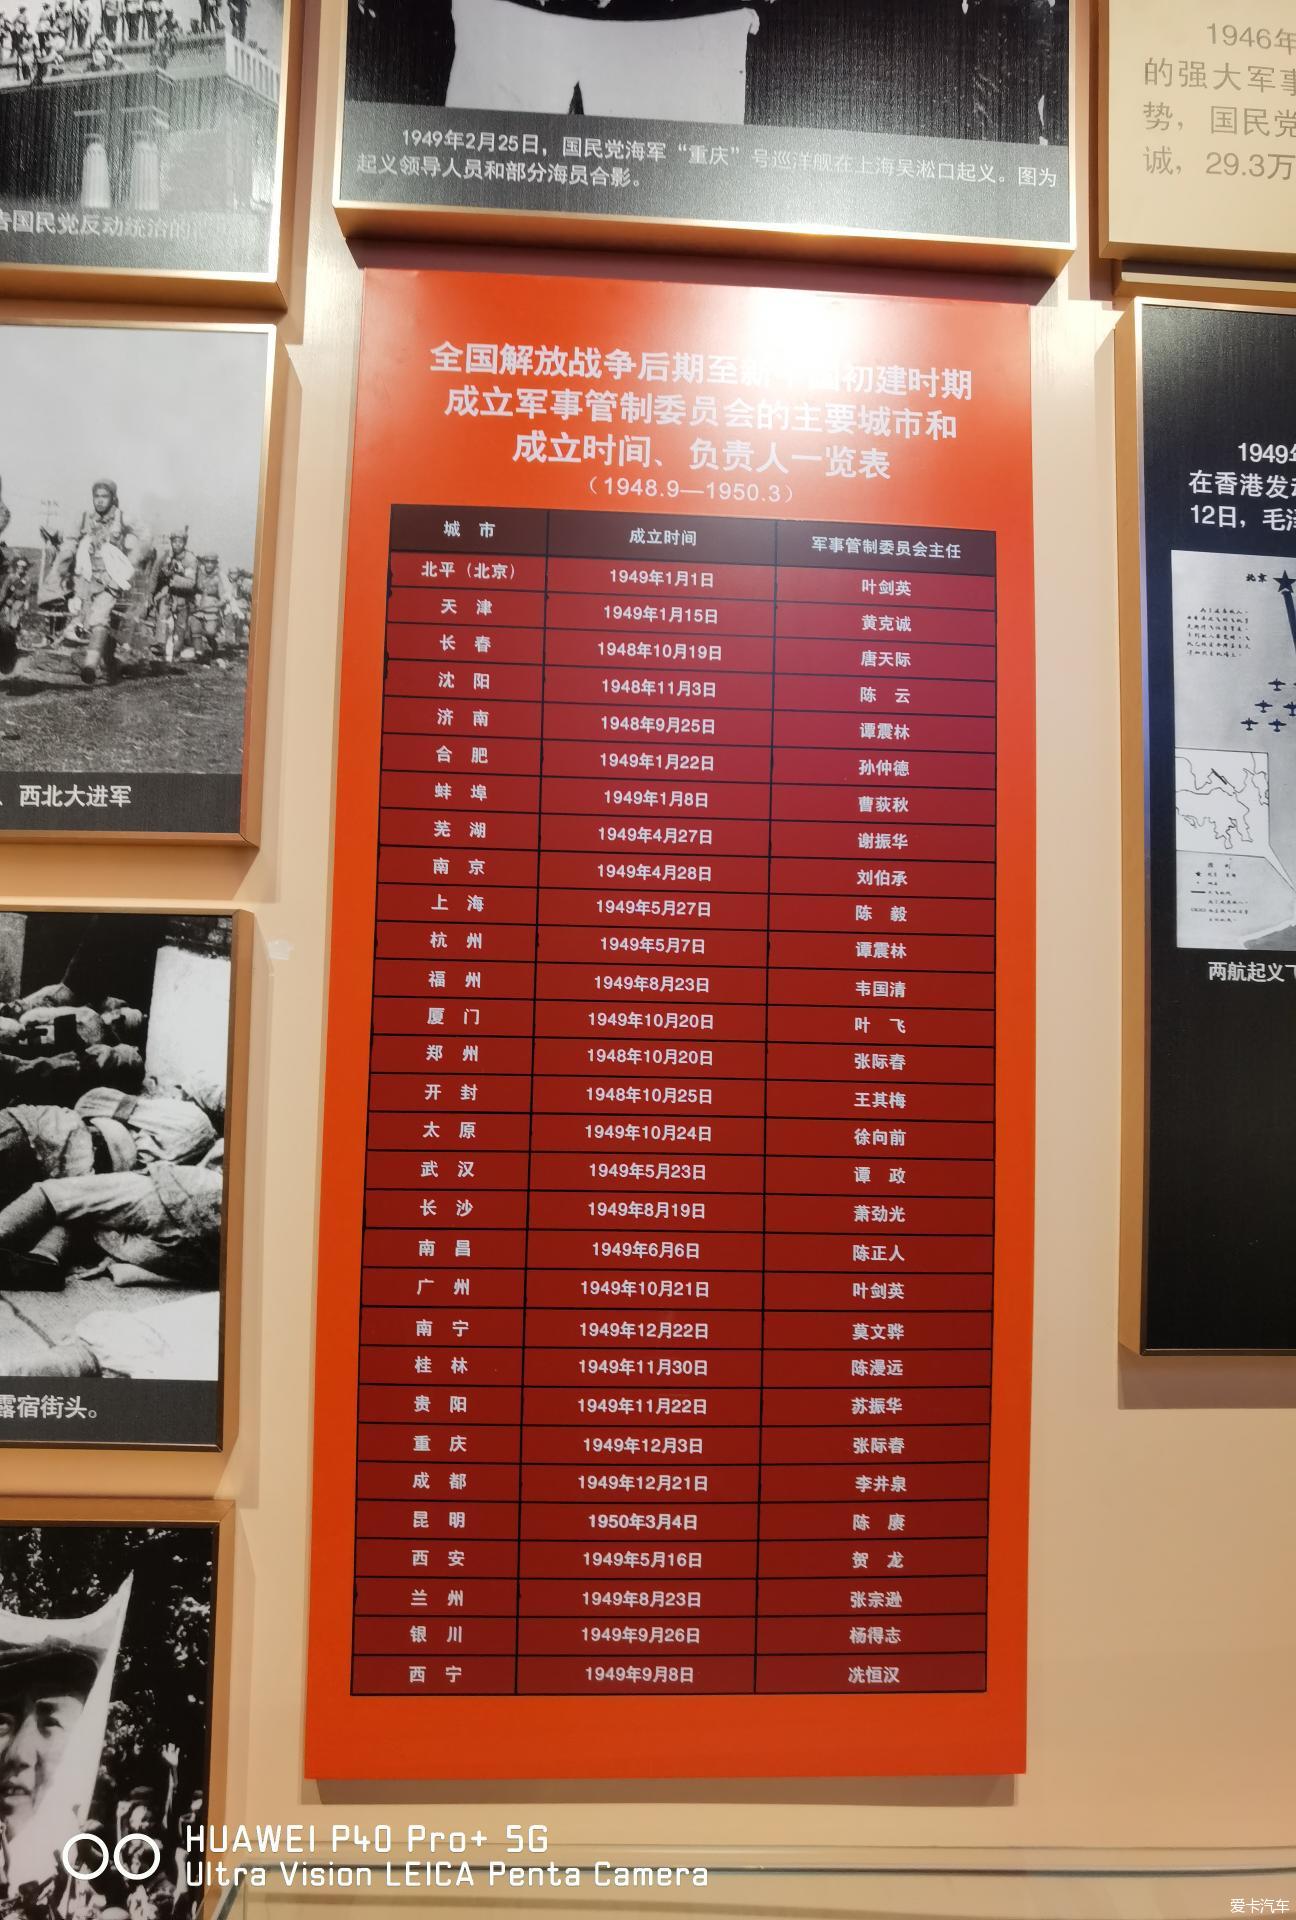 告国民党反动统治的
1949年2月25日，国民党海军“重庆”号巡洋舰在上海吴淞口起义。图为
起义领导人员和部分海员合影。
1946年
的强大军事
势，国民党
诚，29.3万
、西北大进军
露宿街头。
全国解放战争后期至新中国初建时期
成立军事管制委员会的主要城市和
成立时间、负责人一览表
（1948.9—1950.3）
城 市 成立时间 军事管制委员会主任
北平（北京） 1949年1月1日 叶剑英
天 津 1949年1月15日 黄克诚
长 春 1948年10月19日 唐天际
沈 阳 1948年11月3日 陈 云
济 南 1948年9月25日 谭震林
合 肥 1949年1月22日 孙仲德
蚌 埠 1949年1月8日 曹荻秋
芜 湖 1949年4月27日 谢振华
南 京 1949年4月28日 刘伯承
上 海 1949年5月27日 陈 毅
杭 州 1949年5月7日 谭震林
福 州 1949年8月23日 韦国清
厦 门 1949年10月20日 叶 飞
郑 州 1948年10月20日 张际春
开 封 1948年10月25日 王其梅
太 原 1949年10月24日 徐向前
武 汉 1949年5月23日 谭 政
长 沙 1949年8月19日 萧劲光
南 昌 1949年6月6日 陈正人
广 州 1949年10月21日 叶剑英
南 宁 1949年12月22日 莫文骅
桂 林 1949年11月30日 陈漫远
贵 阳 1949年11月22日 苏振华
重 庆 1949年12月3日 张际春
成 都 1949年12月21日 李井泉
昆 明 1950年3月4日 陈 赓
西 安 1949年5月16日 贺 龙
兰 州 1949年8月23日 张宗逊
银 川 1949年9月26日 杨得志
西 宁 1949年9月8日 冼恒汉
1949年
在香港发动
12日，毛泽
北京
两航起义飞
HUAWEI P40 Pro+ 5G
Ultra Vision LEICA Penta Camera
爱卡汽车